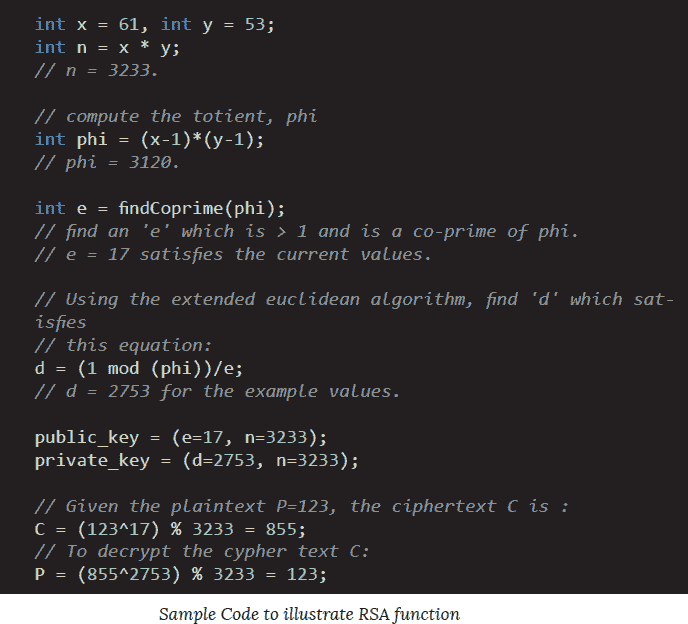 int x = 61, int y = 53;
int n = x * y;
// n = 3233.
// compute the totient, phi
int phi = (x-1)*(y-1);
// phi = 3120.
int e = findCoprime(phi);
// find an 'e' which is > 1 and is a co-prime of phi.
// e = 17 satisfies the current values.
// Using the extended euclidean algorithm, find 'd' which sat-
isfies
// this equation:
d = (1 mod (phi))/e;
// d = 2753 for the example values.
public_key = (e=17, n=3233);
private_key = (d=2753, n=3233);
// Given the plaintext P=123, the ciphertext C is :
C = (123^17) % 3233 = 855;
// To decrypt the cypher text C:
P = (855^2753) % 3233 = 123;
Sample Code to illustrate RSA function